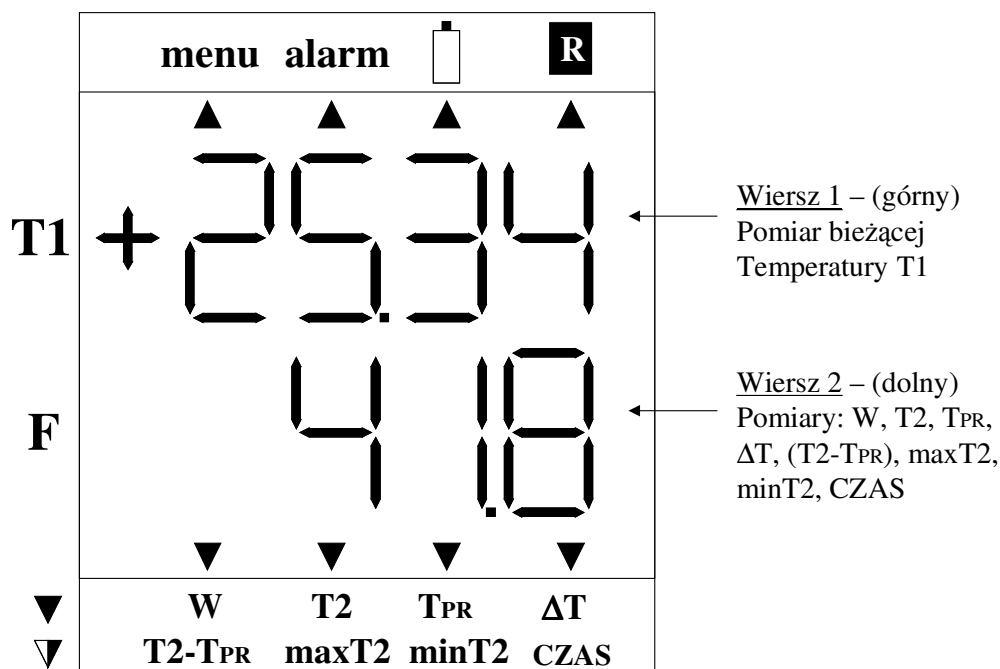 menu alarm R
T1 +25.34
Wiersz 1 – (górny)
Pomiar bieżącej
Temperatury T1
F 41.8
Wiersz 2 – (dolny)
Pomiary: W, T2, TPR,
ΔT, (T2-TPR), maxT2,
minT2, CZAS
W T2 TPR ΔT
T2-TPR maxT2 minT2 CZAS